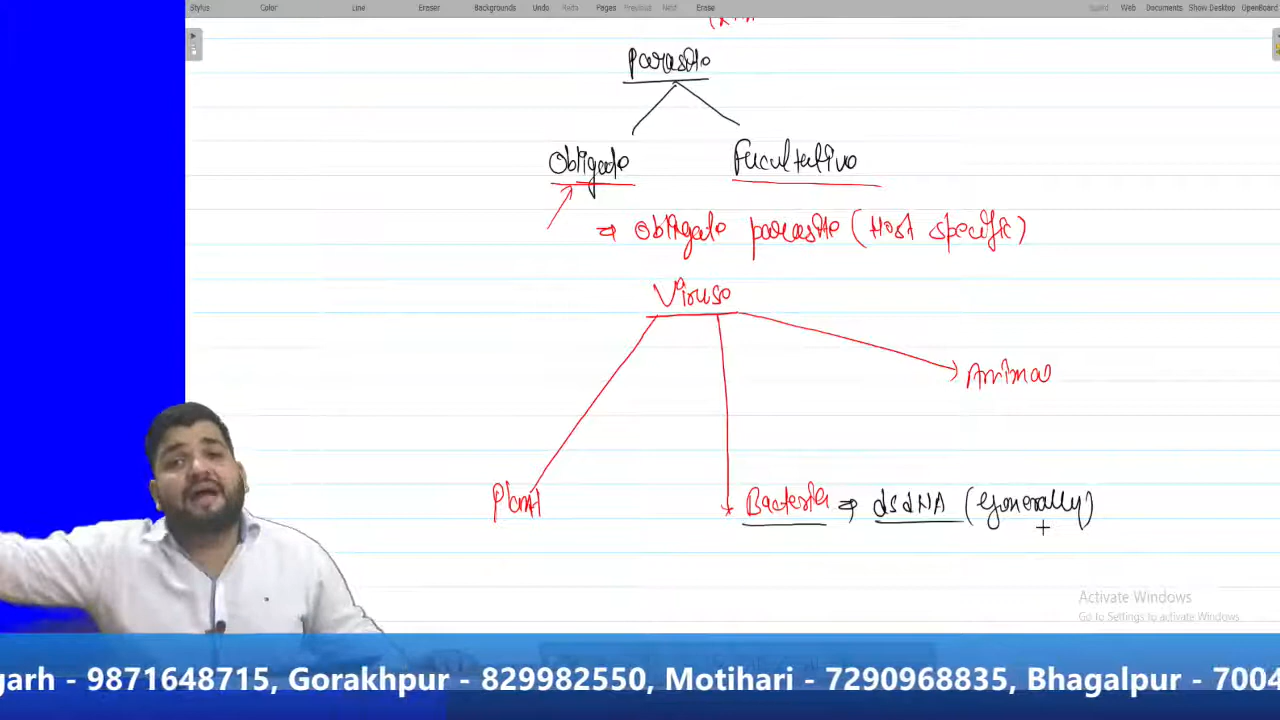 Stylus Color Line Eraser Backgrounds Undo Redo Pages Previous Next Erase Board Web Documents Show Desktop OpenBoard
Parasite
Obligate Facultative
⇒ Obligate parasite (Host specific)
Viruse
Animal
Plant Bacteria ⇒ dsDNA (Generally)
Activate Windows
Go to Settings to activate Windows.
garh - 9871648715, Gorakhpur - 829982550, Motihari - 7290968835, Bhagalpur - 7004